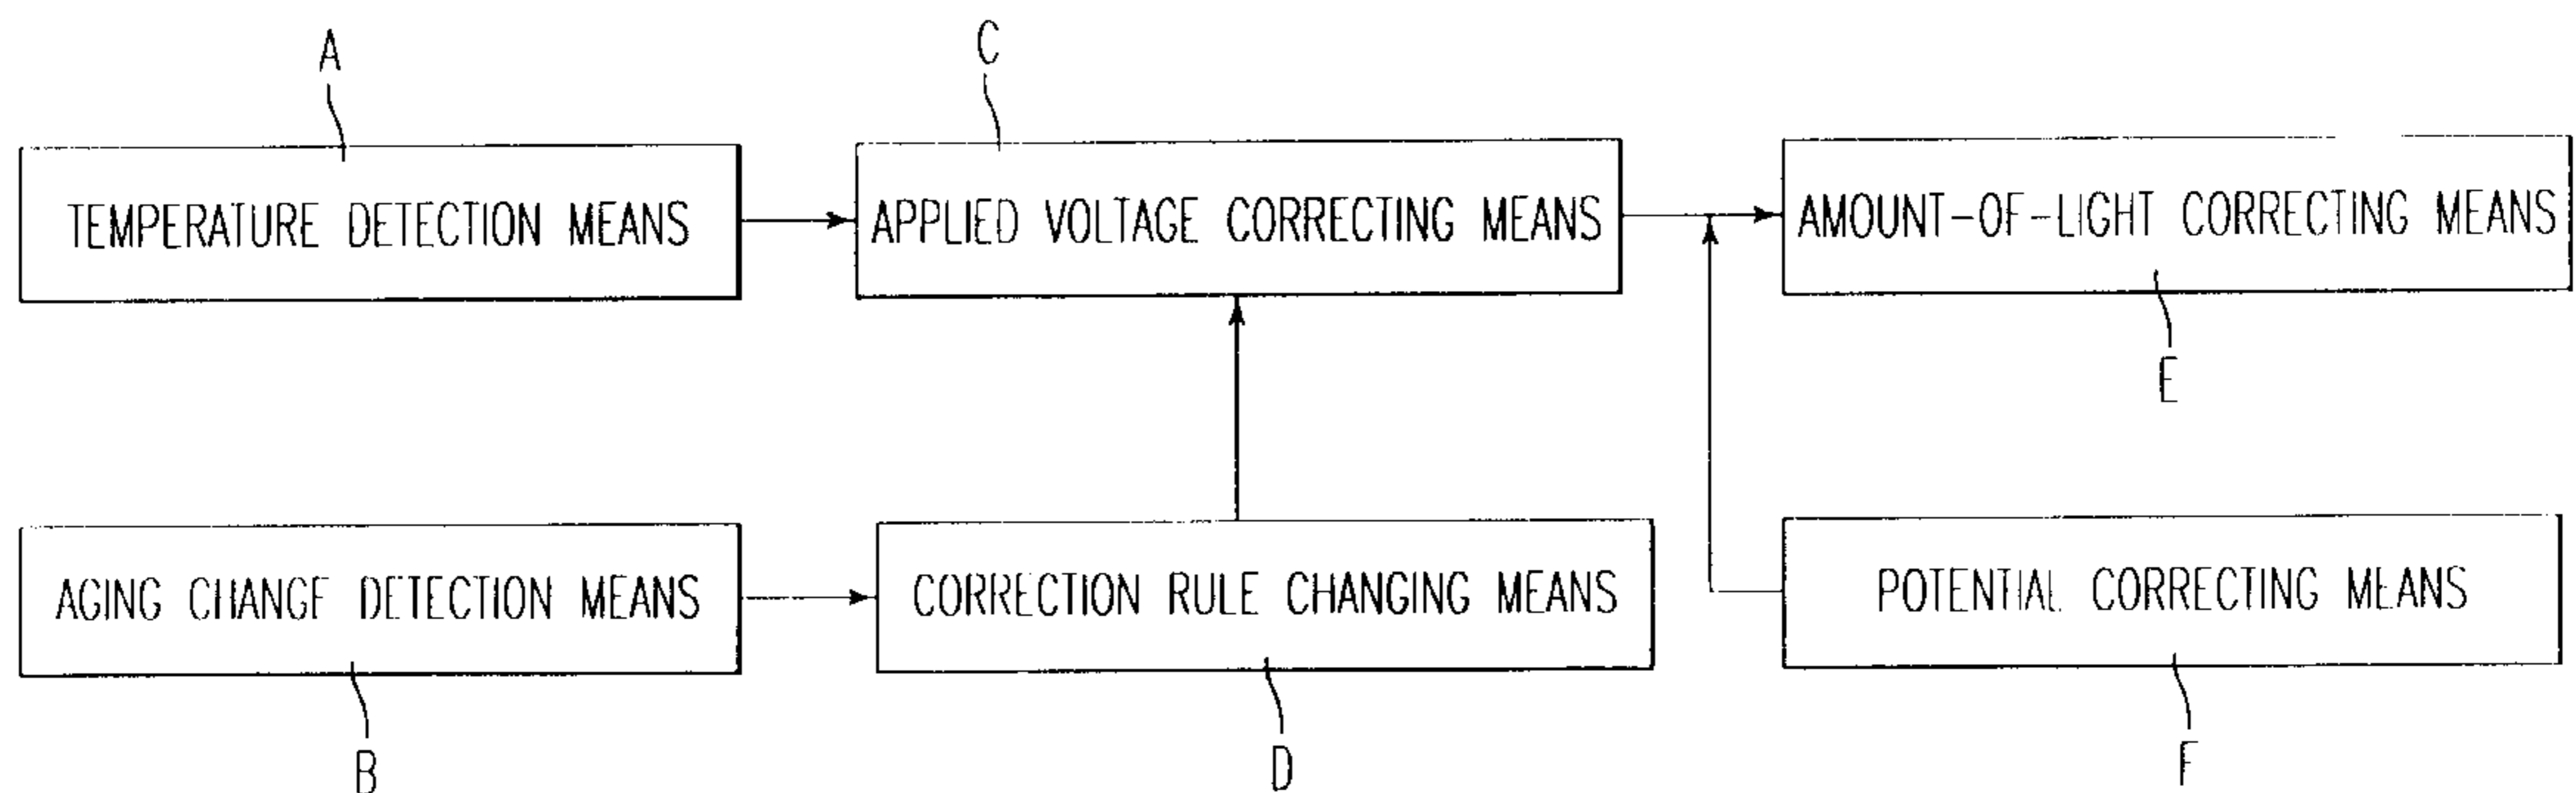 A
C
TEMPERATURE DETECTION MEANS
APPLIED VOLTAGE CORRECTING MEANS
AMOUNT-OF-LIGHT CORRECTING MEANS
E
AGING CHANGE DETECTION MEANS
CORRECTION RULE CHANGING MEANS
POTENTIAL CORRECTING MEANS
B
D
F